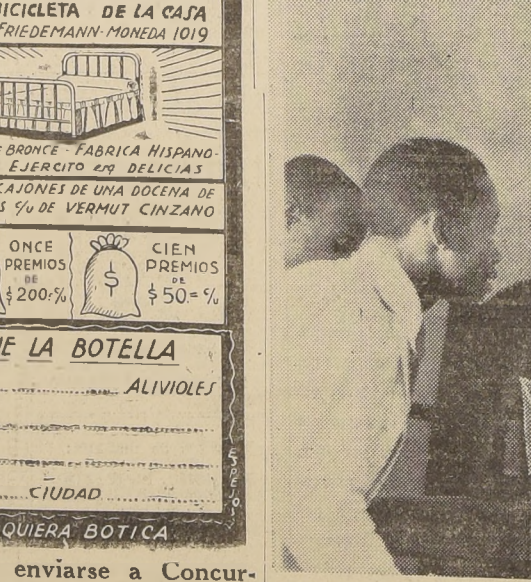 BICICLETA DE LA CASA
FRIEDEMANN-MONEDA 1019
BRONCE - FABRICA HISPANO-
EJERCITO esq DELICIAS
CAJONES DE UNA DOCENA DE
c/u DE VERMUT CINZANO
ONCE
PREMIOS
DE
$200= c/u
CIEN
PREMIOS
DE
$50= c/u
$
LA BOTELLA
ALIVIOLES
CIUDAD
ESPEJO
QUIERA BOTICA
enviarse a Concur-